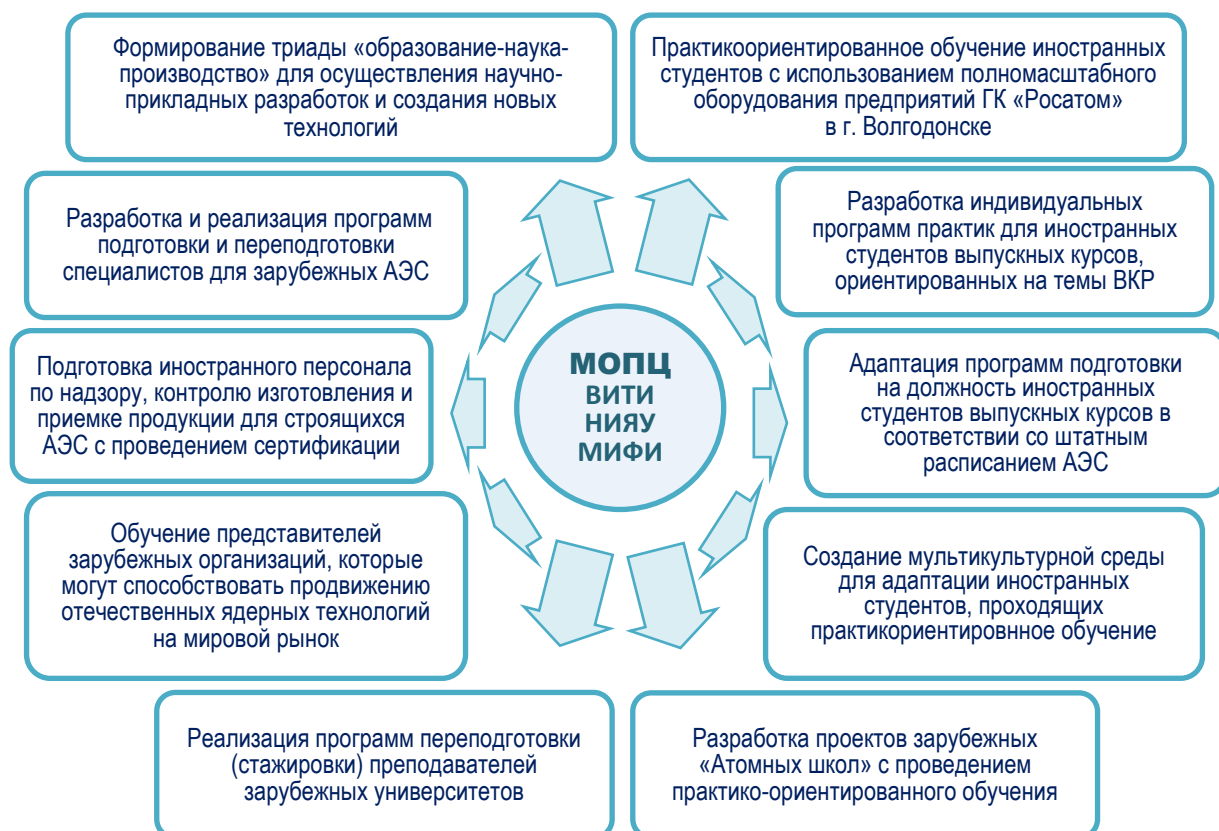 Формирование триады «образование-наука-
производство» для осуществления научно-
прикладных разработок и создания новых
технологий
Практикоориентированное обучение иностранных
студентов с использованием полномасштабного
оборудования предприятий ГК «Росатом»
в г. Волгодонске
Разработка и реализация программ
подготовки и переподготовки
специалистов для зарубежных АЭС
Разработка индивидуальных
программ практик для иностранных
студентов выпускных курсов,
ориентированных на темы ВКР
Подготовка иностранного персонала
по надзору, контролю изготовления и
приемке продукции для строящихся
АЭС с проведением сертификации
МОПЦ
ВИТИ
НИЯУ
МИФИ
Адаптация программ подготовки
на должность иностранных
студентов выпускных курсов в
соответствии со штатным
расписанием АЭС
Обучение представителей
зарубежных организаций, которые
могут способствовать продвижению
отечественных ядерных технологий
на мировой рынок
Создание мультикультурной среды
для адаптации иностранных
студентов, проходящих
практикориентировнное обучение
Реализация программ переподготовки
(стажировки) преподавателей
зарубежных университетов
Разработка проектов зарубежных
«Атомных школ» с проведением
практико-ориентированного обучения